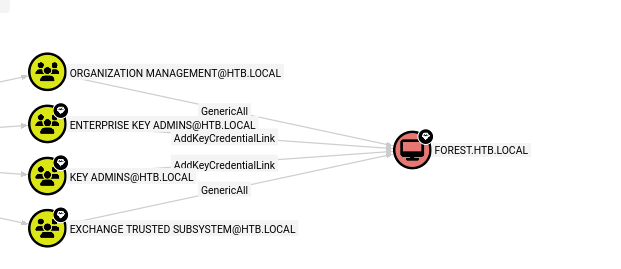 ORGANIZATION MANAGEMENT@HTB.LOCAL
GenericAll
ENTERPRISE KEY ADMINS@HTB.LOCAL
AddKeyCredentialLink
FOREST.HTB.LOCAL
AddKeyCredentialLink
KEY ADMINS@HTB.LOCAL
GenericAll
EXCHANGE TRUSTED SUBSYSTEM@HTB.LOCAL